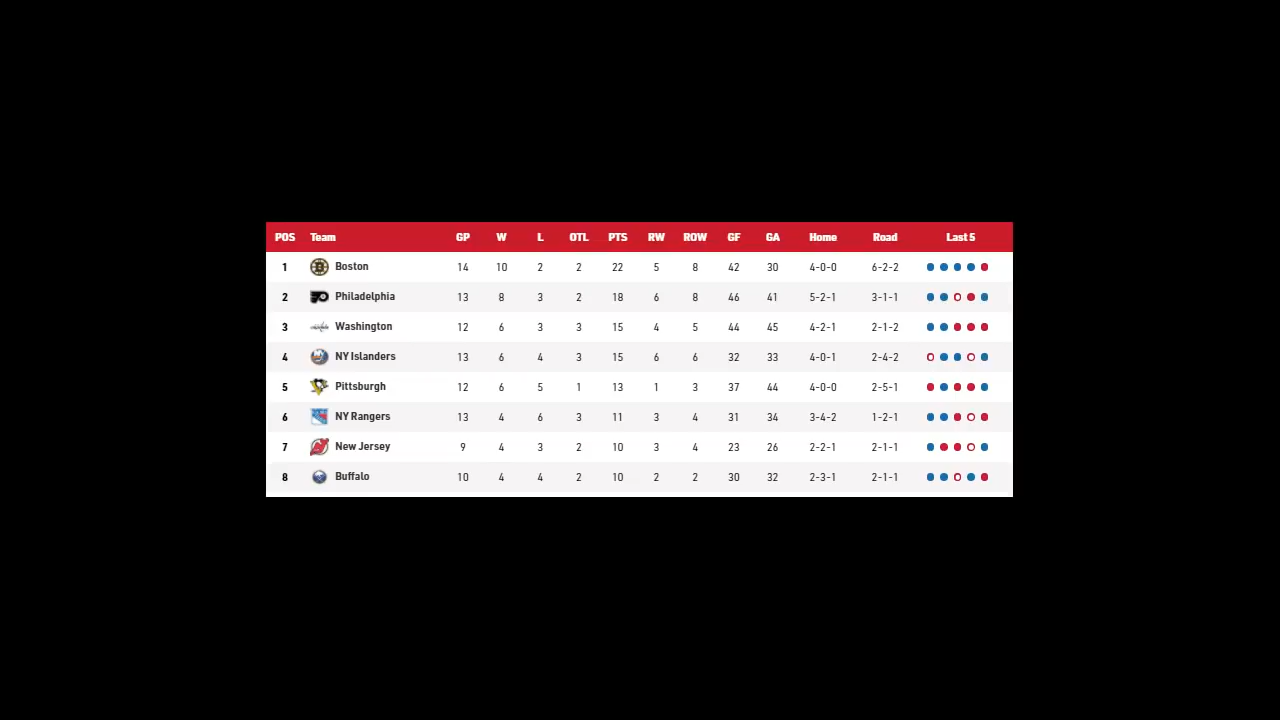 POS Team GP W L OTL PTS RW ROW GF GA Home Road Last 5
1 Boston 14 10 2 2 22 5 8 42 30 4-0-0 6-2-2
2 Philadelphia 13 8 3 2 18 6 8 46 41 5-2-1 3-1-1
3 Washington 12 6 3 3 15 4 5 44 45 4-2-1 2-1-2
4 NY Islanders 13 6 4 3 15 6 6 32 33 4-0-1 2-4-2
5 Pittsburgh 12 6 5 1 13 1 3 37 44 4-0-0 2-5-1
6 NY Rangers 13 4 6 3 11 3 4 31 34 3-4-2 1-2-1
7 New Jersey 9 4 3 2 10 3 4 23 26 2-2-1 2-1-1
8 Buffalo 10 4 4 2 10 2 2 30 32 2-3-1 2-1-1